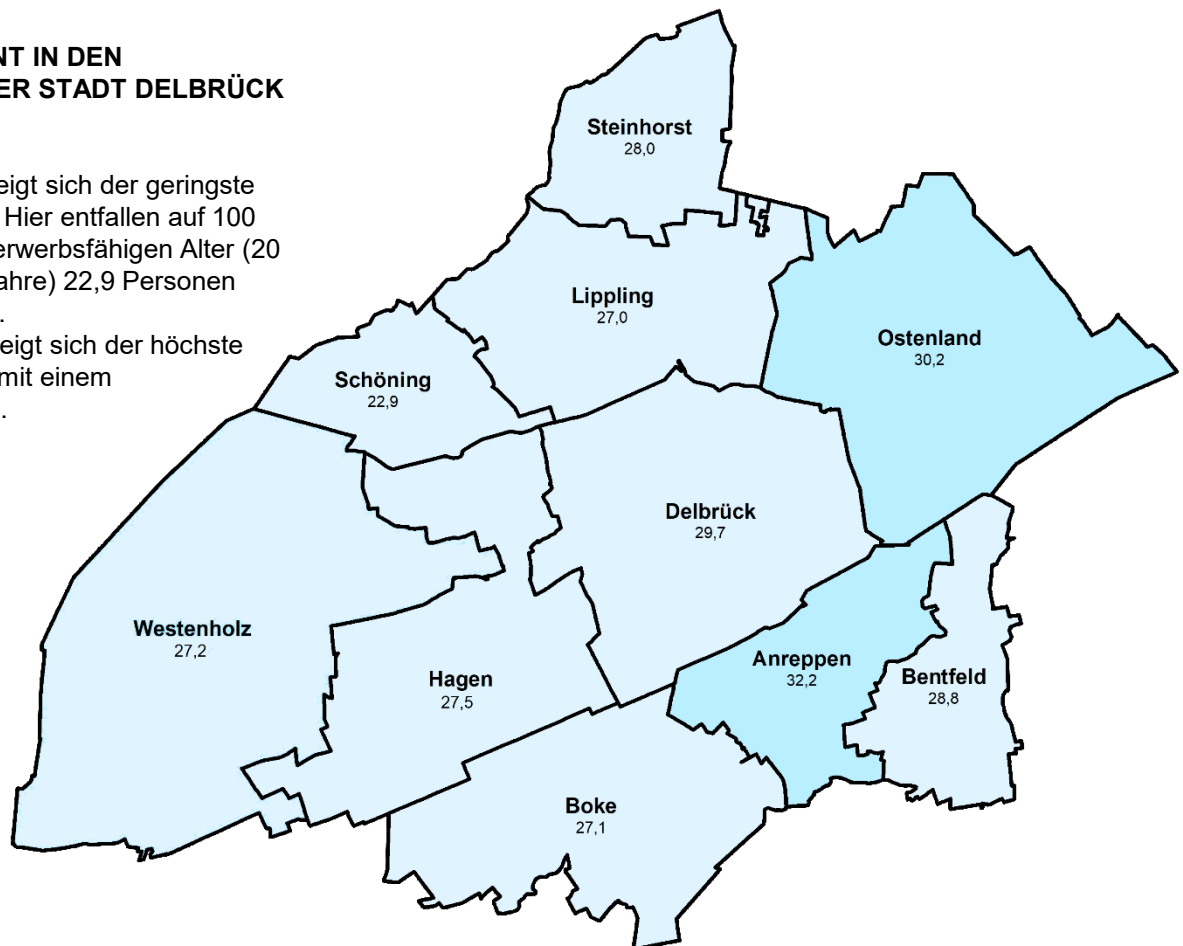 NT IN DEN
ER STADT DELBRÜCK
eigt sich der geringste
Hier entfallen auf 100
erwerbsfähigen Alter (20
ahre) 22,9 Personen
.
eigt sich der höchste
mit einem
.
Steinhorst
28,0
Lippling
27,0
Ostenland
30,2
Schöning
22,9
Delbrück
29,7
Westenholz
27,2
Hagen
27,5
Anreppen
32,2
Bentfeld
28,8
Boke
27,1